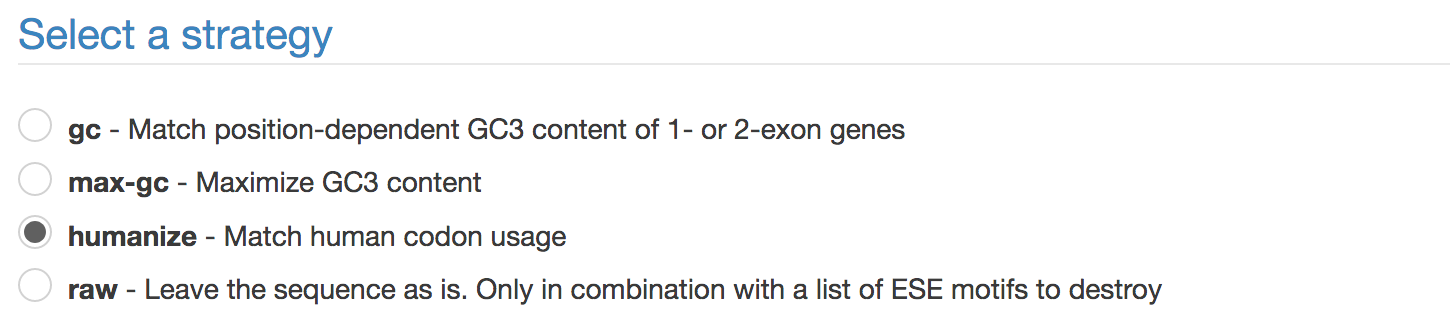 Select a strategy
gc - Match position-dependent GC3 content of 1- or 2-exon genes
max-gc - Maximize GC3 content
humanize - Match human codon usage
raw - Leave the sequence as is. Only in combination with a list of ESE motifs to destroy